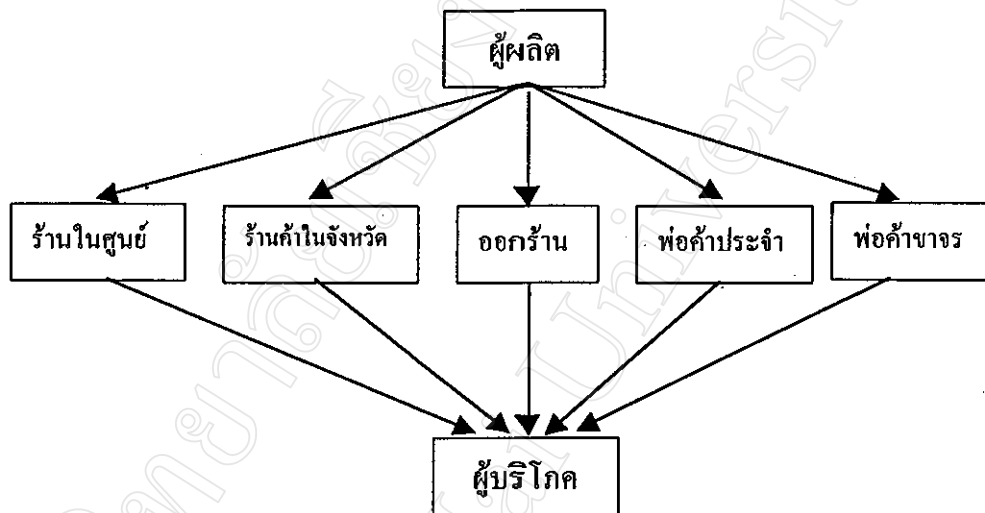 ผู้ผลิต
ร้านในศูนย์
ร้านค้าในจังหวัด
ออกร้าน
พ่อค้าประจำ
พ่อค้าขาจร
ผู้บริโภค